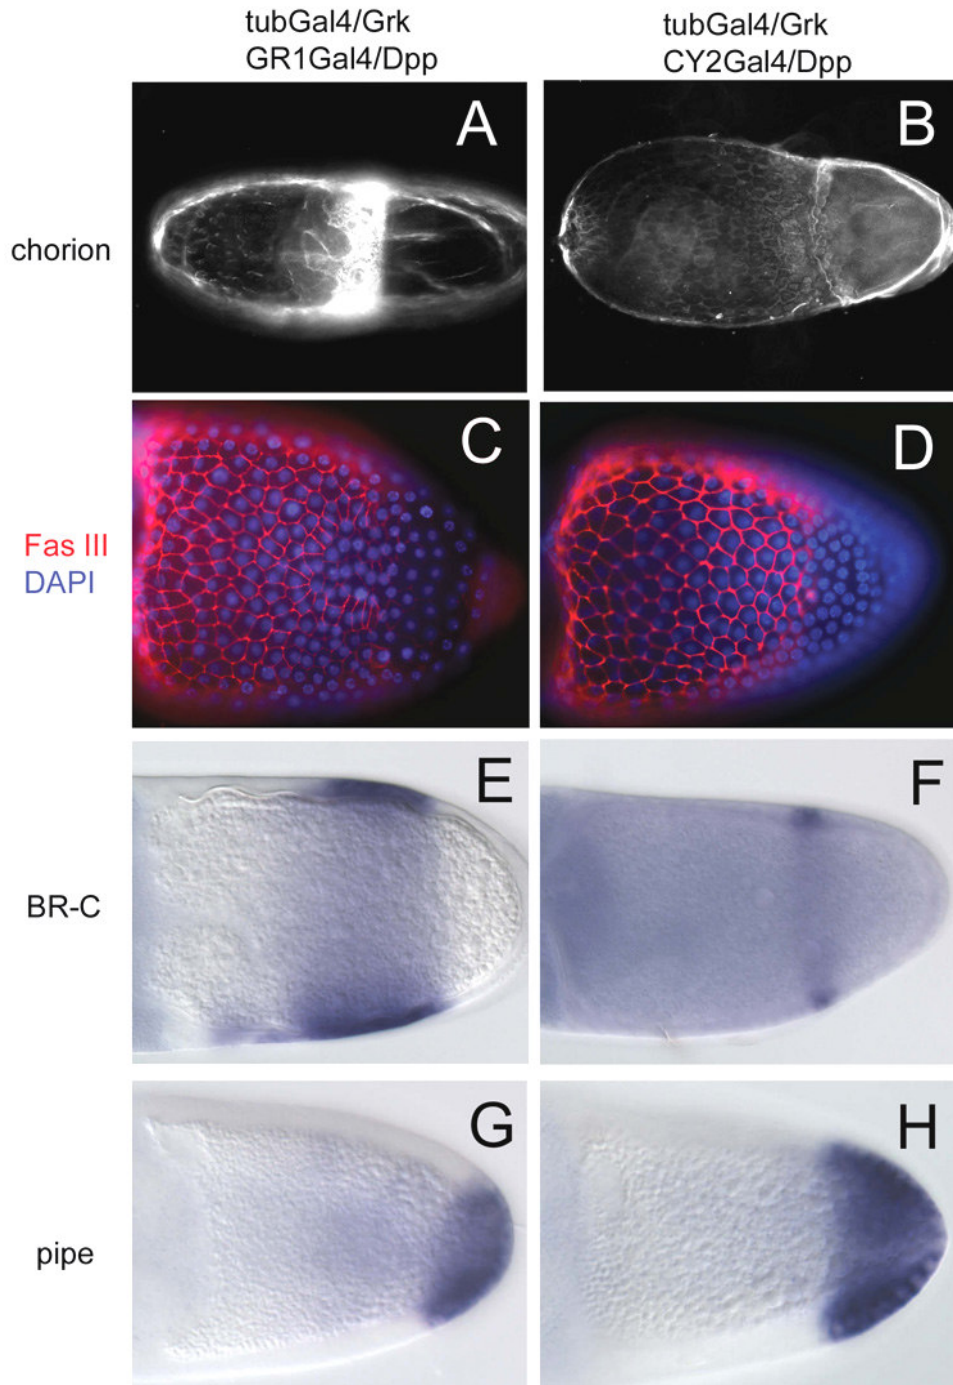 tubGal4/Grk
GR1Gal4/Dpp
tubGal4/Grk
CY2Gal4/Dpp
A
B
chorion
C
D
Fas III
DAPI
E
F
BR-C
G
H
pipe